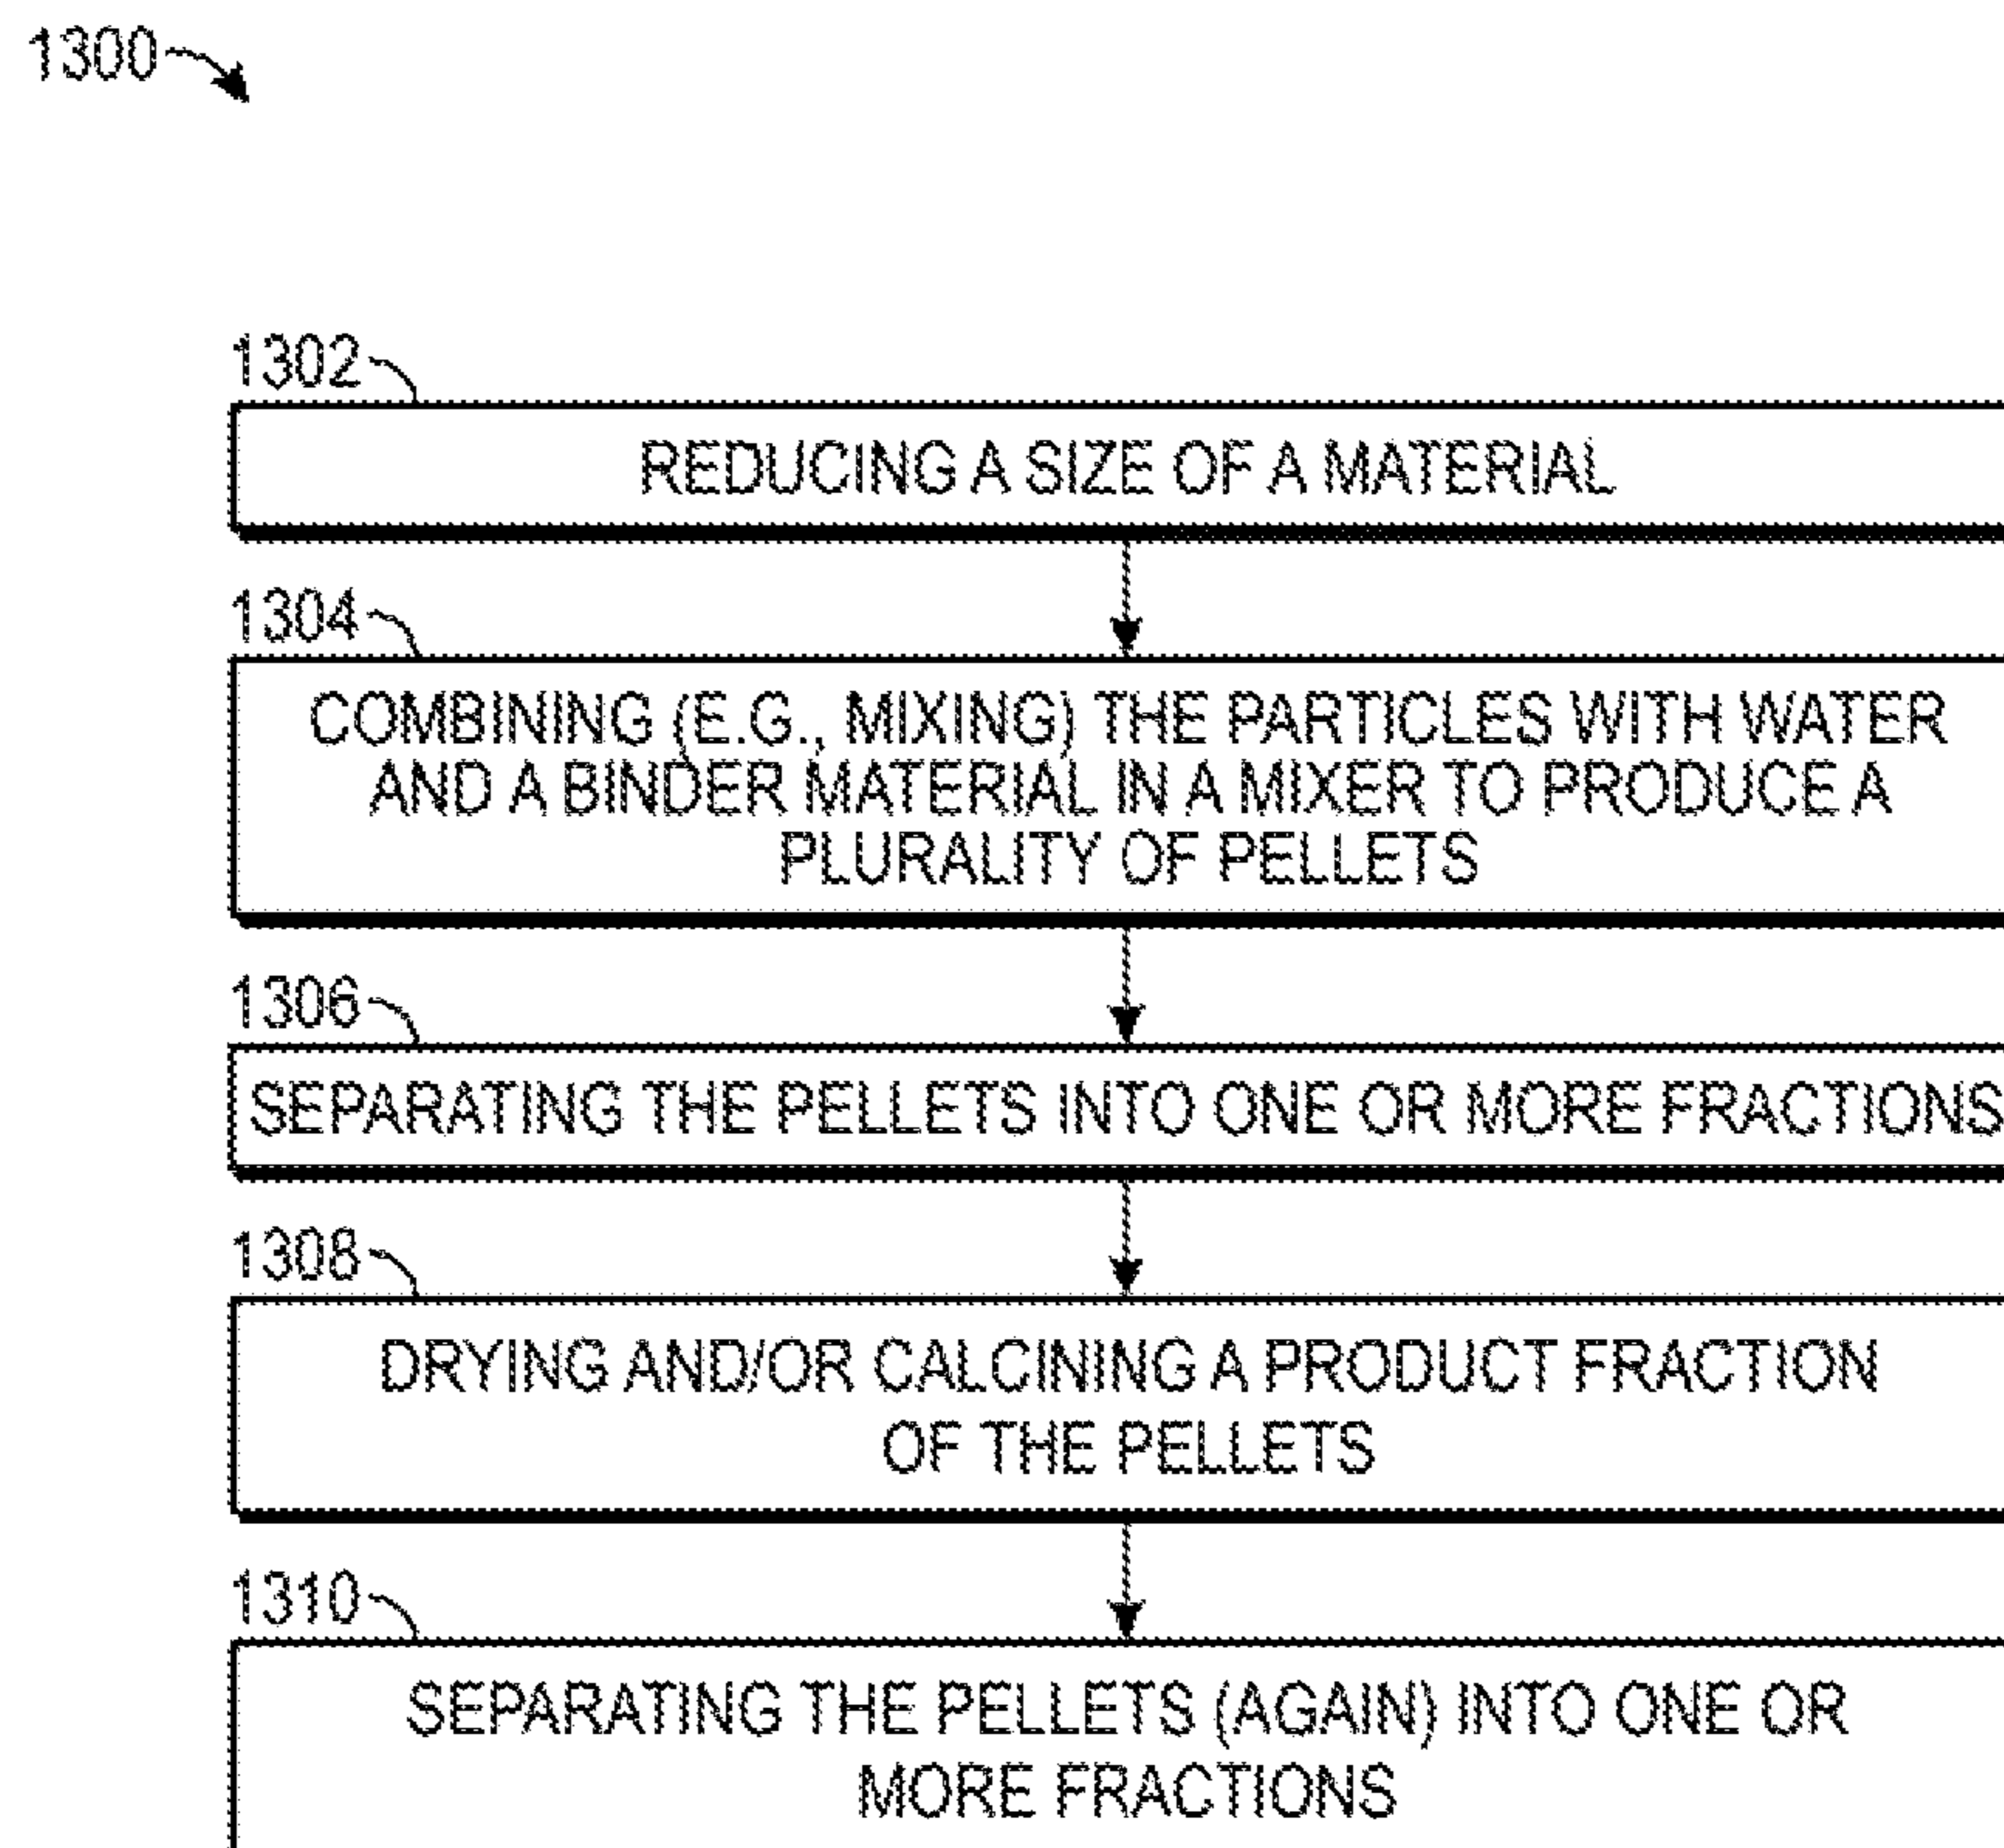 1300
1302
REDUCING A SIZE OF A MATERIAL
1304
COMBINING (E.G., MIXING) THE PARTICLES WITH WATER
AND A BINDER MATERIAL IN A MIXER TO PRODUCE A
PLURALITY OF PELLETS
1306
SEPARATING THE PELLETS INTO ONE OR MORE FRACTIONS
1308
DRYING AND/OR CALCINING A PRODUCT FRACTION
OF THE PELLETS
1310
SEPARATING THE PELLETS (AGAIN) INTO ONE OR
MORE FRACTIONS